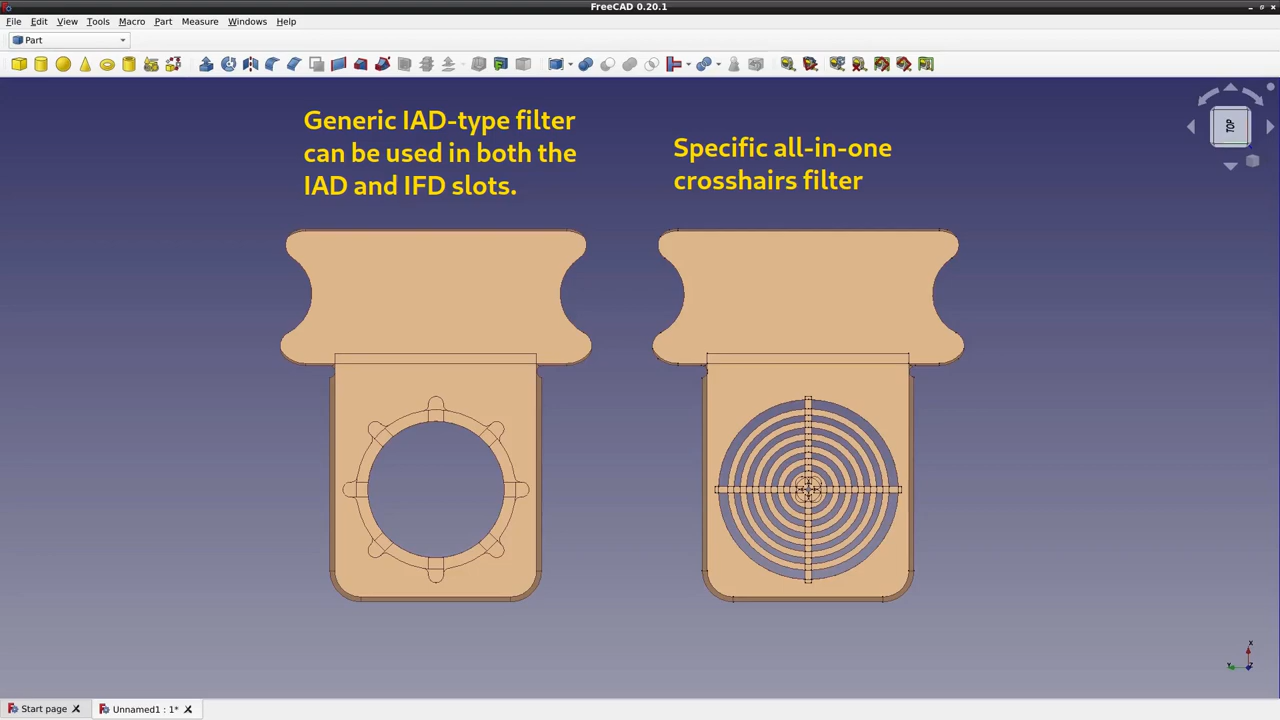 FreeCAD 0.20.1
File Edit View Tools Macro Part Measure Windows Help
Part
Generic IAD-type filter
can be used in both the
IAD and IFD slots.
Specific all-in-one
crosshairs filter
TOP
X
Y
Z
Start page
Unnamed1 : 1*